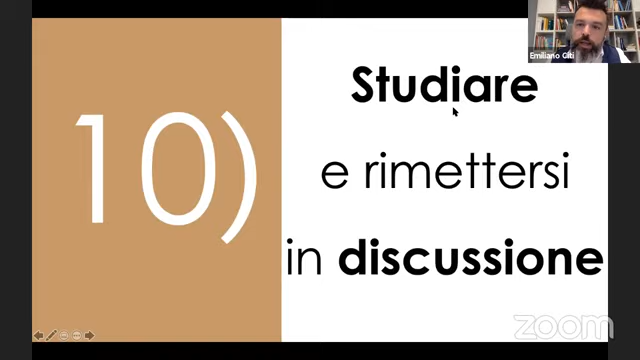 10)
Studiare
e rimettersi
in discussione
Emiliano Citi
zoom